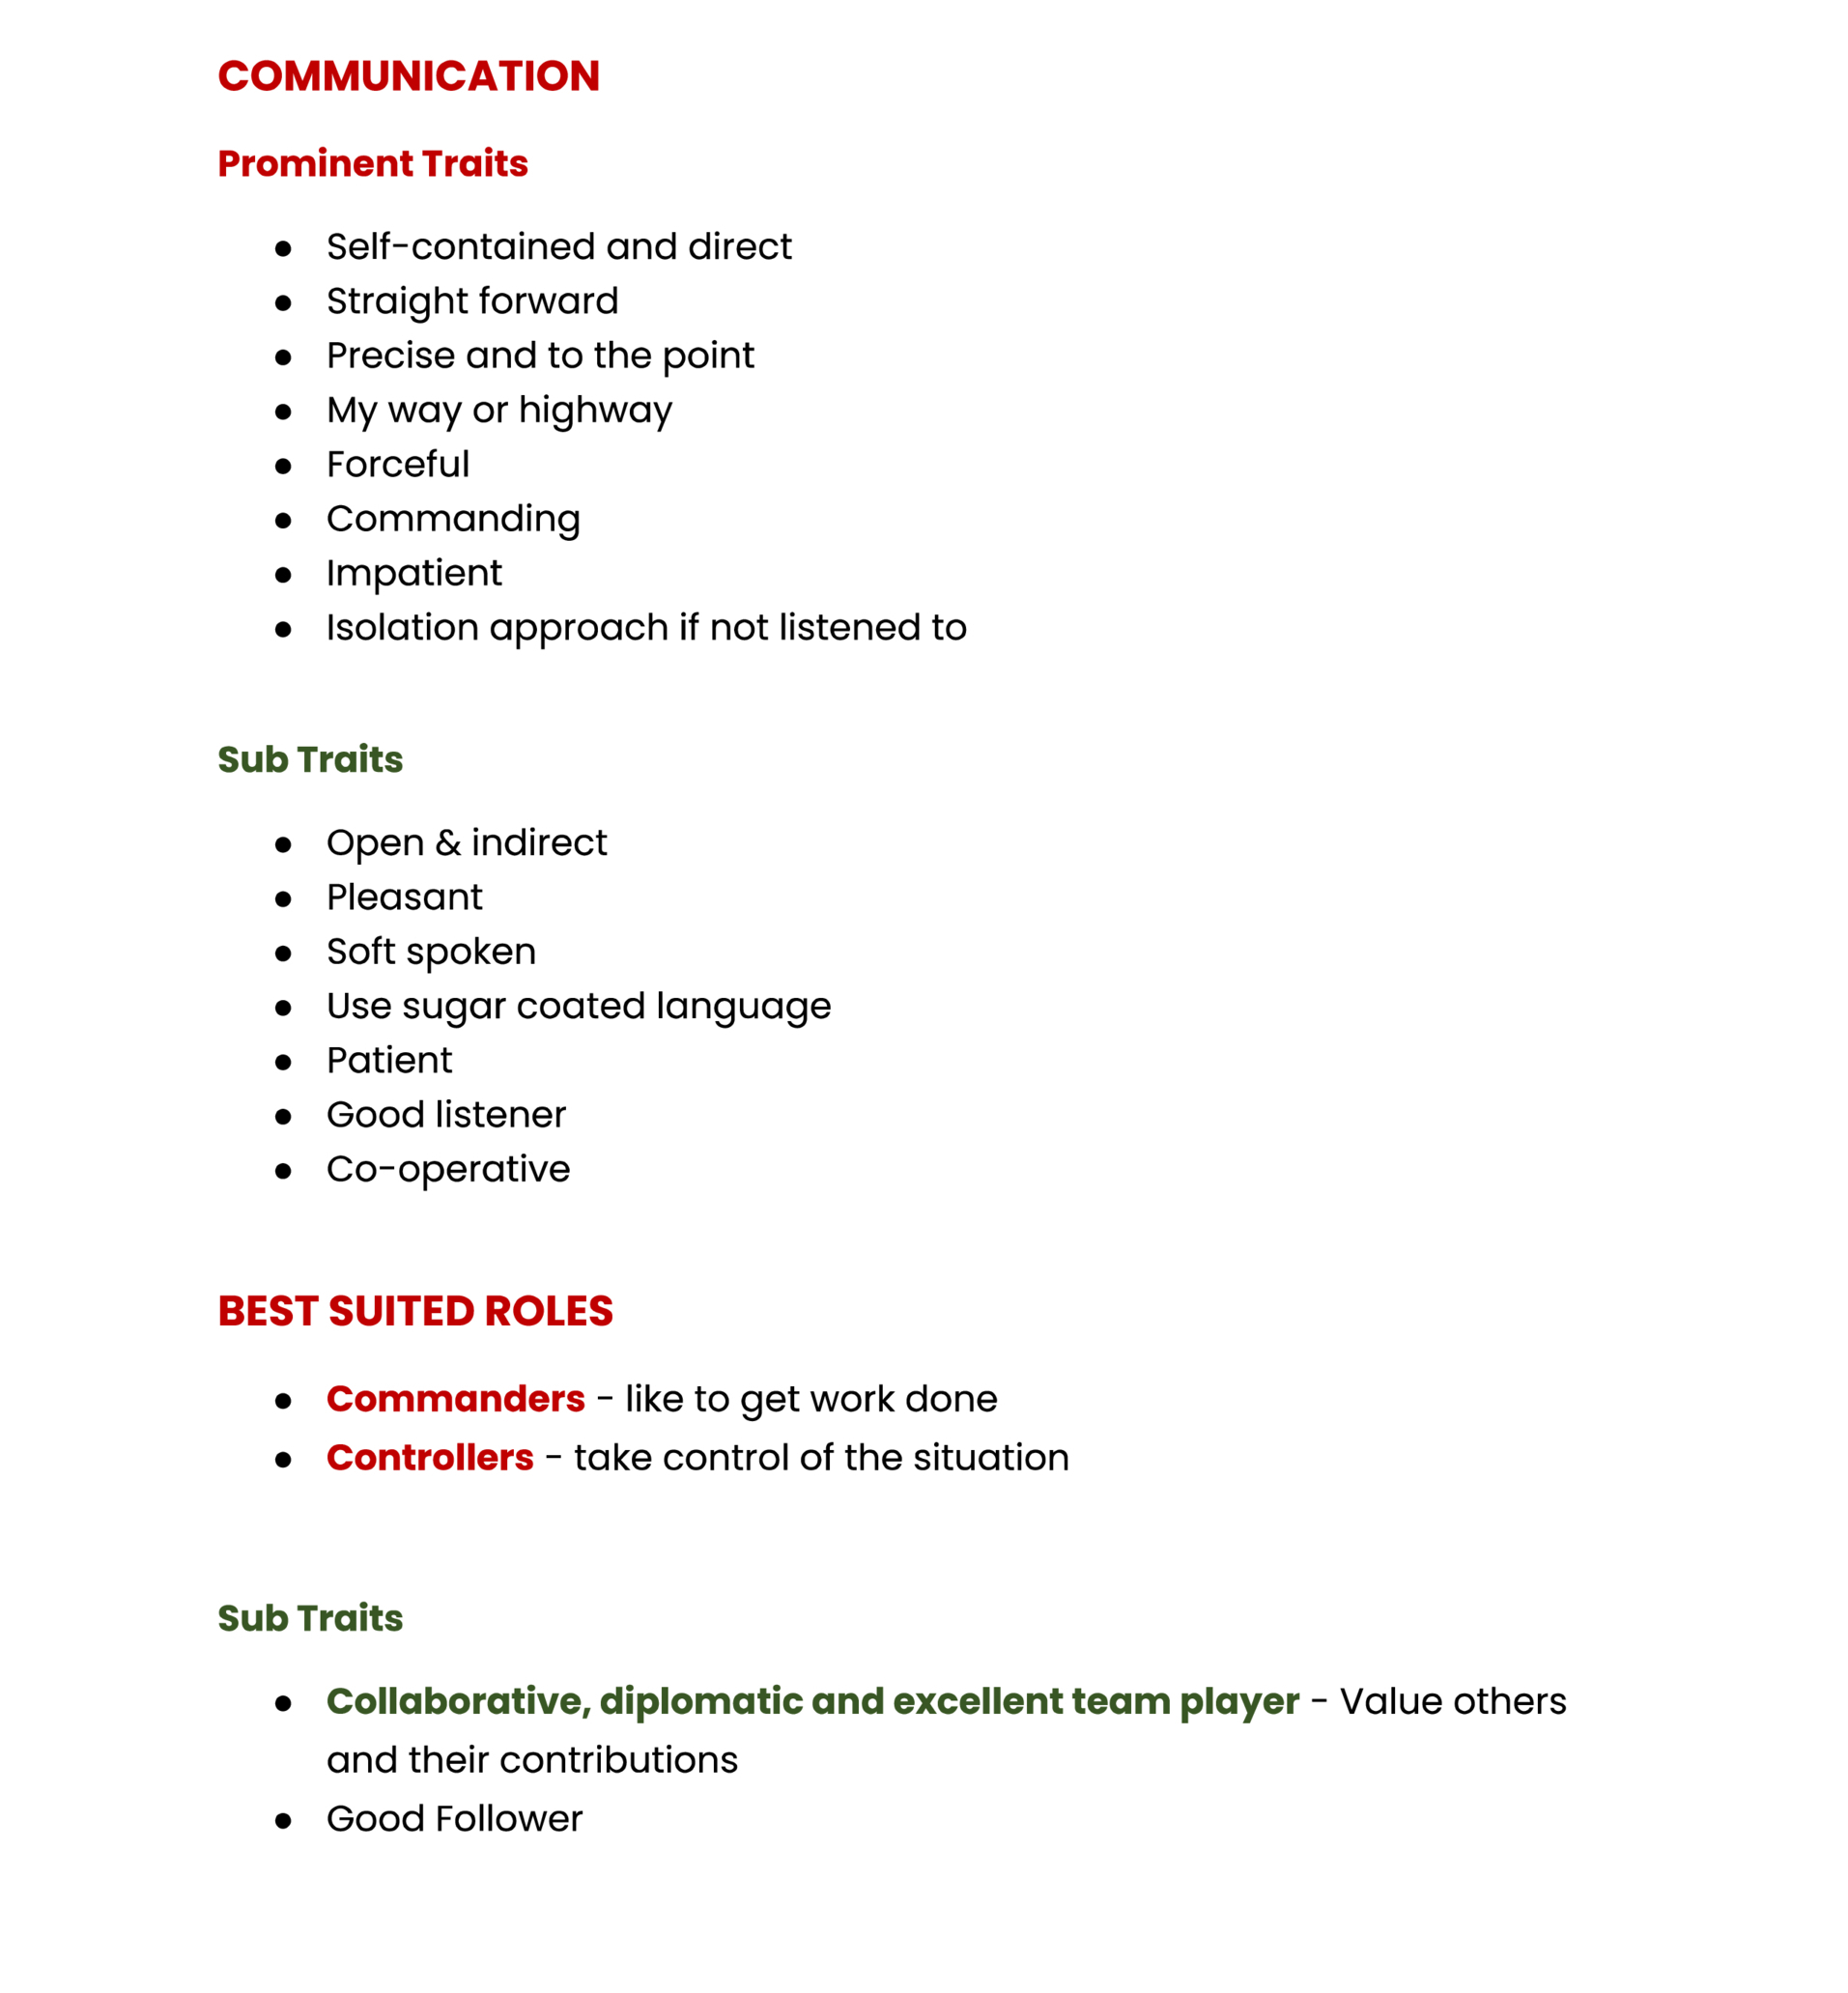 COMMUNICATION
Prominent Traits
● Self-contained and direct
● Straight forward
● Precise and to the point
● My way or highway
● Forceful
● Commanding
● Impatient
● Isolation approach if not listened to
Sub Traits
● Open & indirect
● Pleasant
● Soft spoken
● Use sugar coated language
● Patient
● Good listener
● Co-operative
BEST SUITED ROLES
● Commanders - like to get work done
● Controllers - take control of the situation
Sub Traits
● Collaborative, diplomatic and excellent team player - Value others
and their contributions
● Good Follower